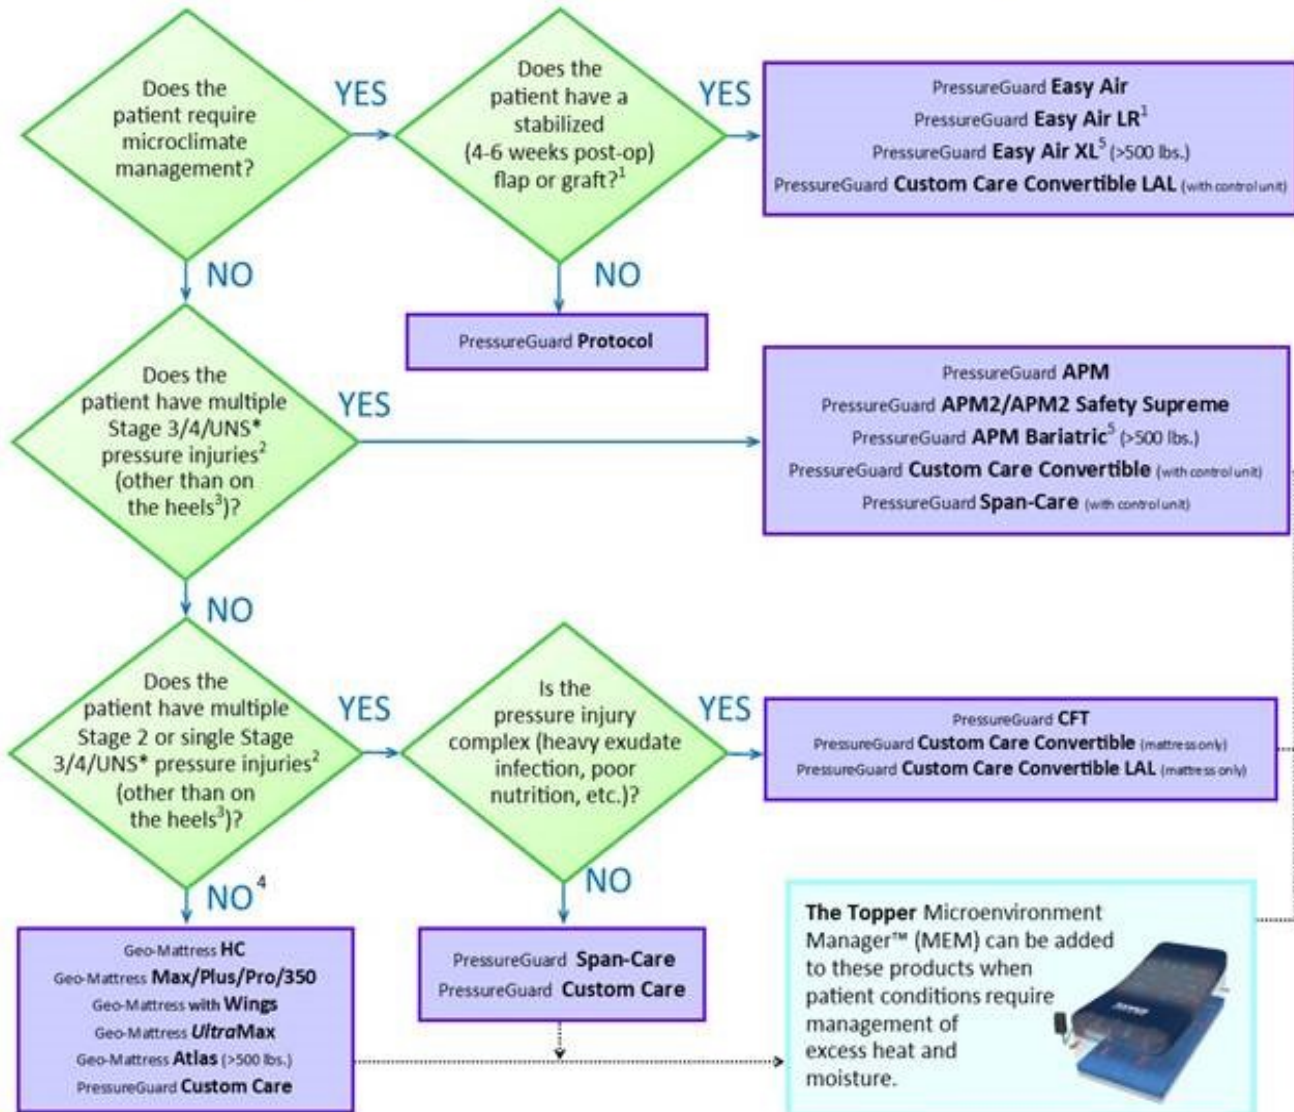 Does the
patient require
microclimate
management?
YES
Does the
patient have a
stabilized
(4-6 weeks post-op)
flap or graft?¹
YES
PressureGuard Easy Air
PressureGuard Easy Air LR¹
PressureGuard Easy Air XL⁵ (>500 lbs.)
PressureGuard Custom Care Convertible LAL (with control unit)
NO
NO
PressureGuard Protocol
Does the
patient have multiple
Stage 3/4/UNS*
pressure injuries²
(other than on
the heels³)?
YES
PressureGuard APM
PressureGuard APM2/APM2 Safety Supreme
PressureGuard APM Bariatric⁵ (>500 lbs.)
PressureGuard Custom Care Convertible (with control unit)
PressureGuard Span-Care (with control unit)
NO
Does the
patient have multiple
Stage 2 or single Stage
3/4/UNS* pressure injuries²
(other than on
the heels³)?
YES
Is the
pressure injury
complex (heavy exudate
infection, poor
nutrition, etc.)?
YES
PressureGuard CFT
PressureGuard Custom Care Convertible (mattress only)
PressureGuard Custom Care Convertible LAL (mattress only)
NO⁴
NO
Geo-Mattress HC
Geo-Mattress Max/Plus/Pro/350
Geo-Mattress with Wings
Geo-Mattress UltraMax
Geo-Mattress Atlas (>500 lbs.)
PressureGuard Custom Care
PressureGuard Span-Care
PressureGuard Custom Care
The Topper Microenvironment
Manager™ (MEM) can be added
to these products when
patient conditions require
management of
excess heat and
moisture.